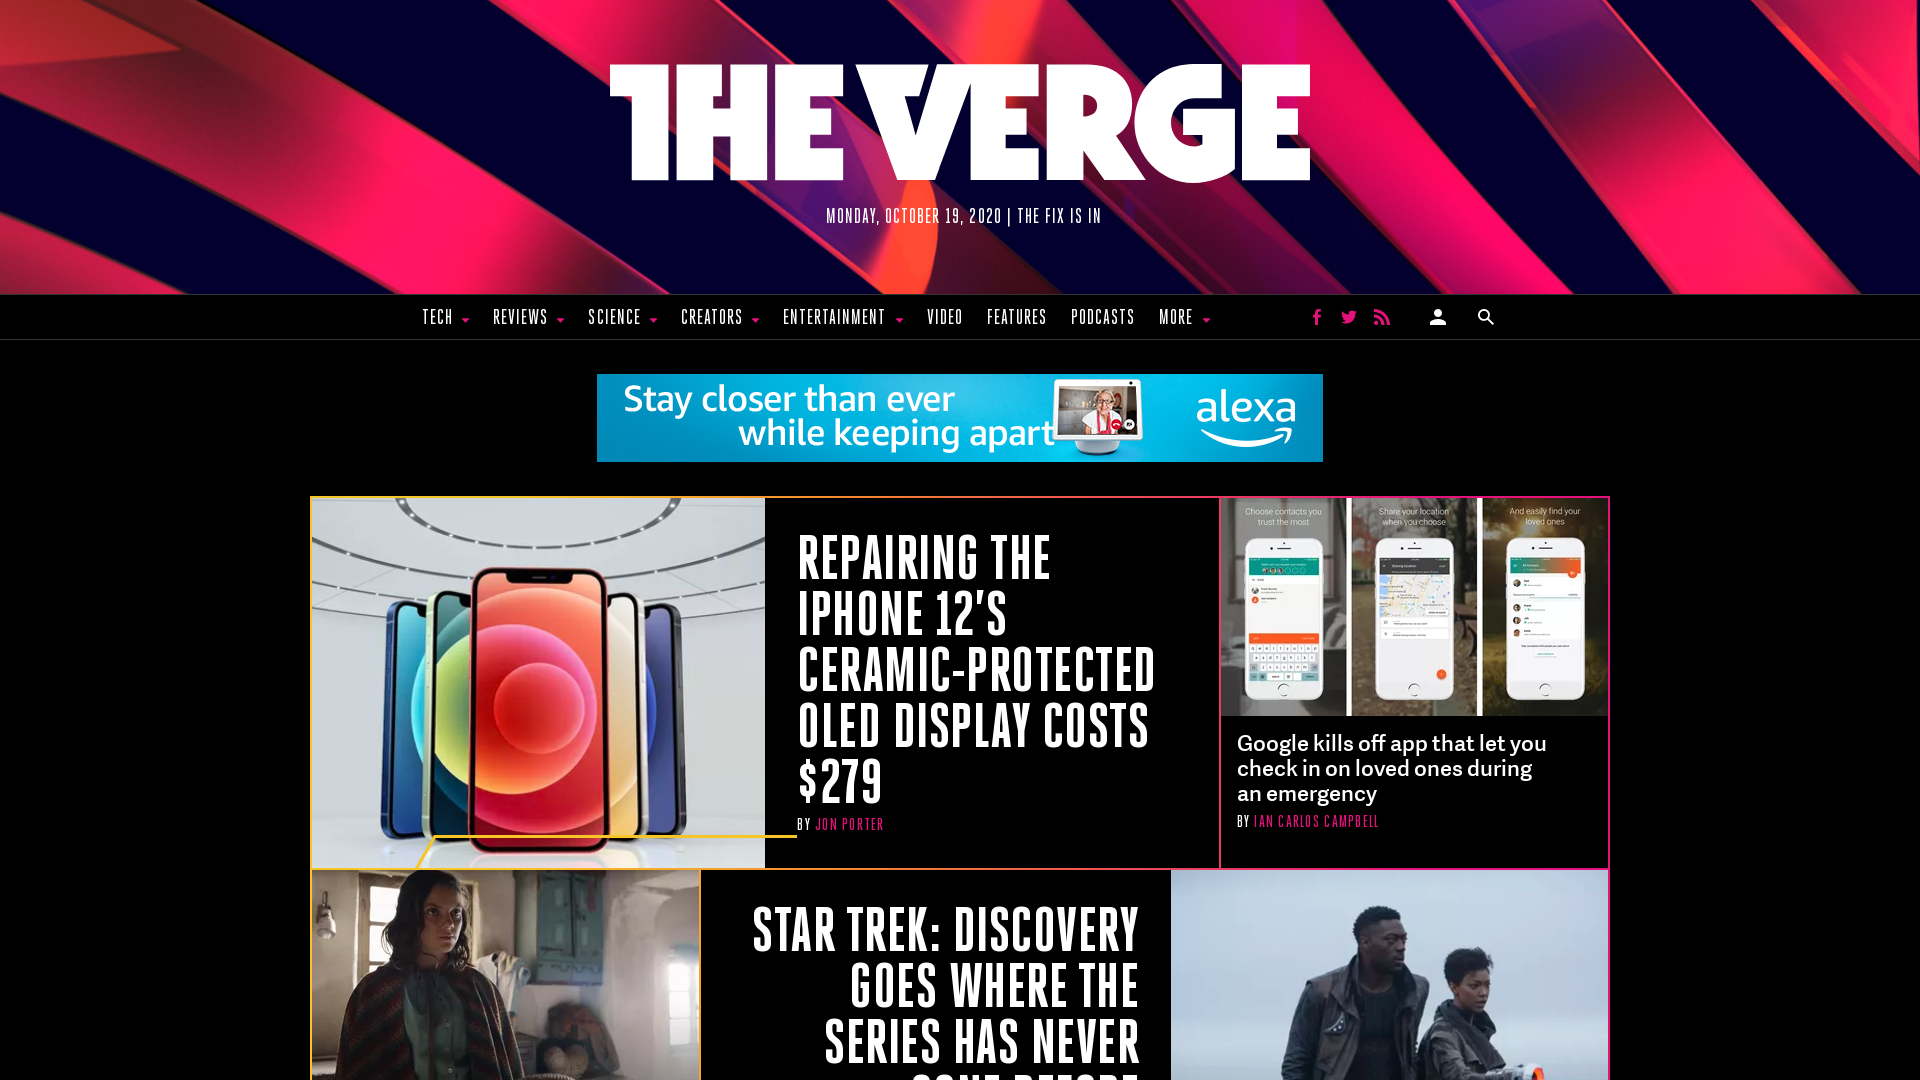 THE VERGE
MONDAY, OCTOBER 19, 2020 | THE FIX IS IN
TECH REVIEWS SCIENCE CREATORS ENTERTAINMENT VIDEO FEATURES PODCASTS MORE
Stay closer than ever
while keeping apart
alexa
REPAIRING THE
IPHONE 12'S
CERAMIC-PROTECTED
OLED DISPLAY COSTS
$279
BY JON PORTER
Choose contacts you
trust the most
Share your location
when you choose
And easily find your
loved ones
Google kills off app that let you
check in on loved ones during
an emergency
BY IAN CARLOS CAMPBELL
STAR TREK: DISCOVERY
GOES WHERE THE
SERIES HAS NEVER
GONE BEFORE